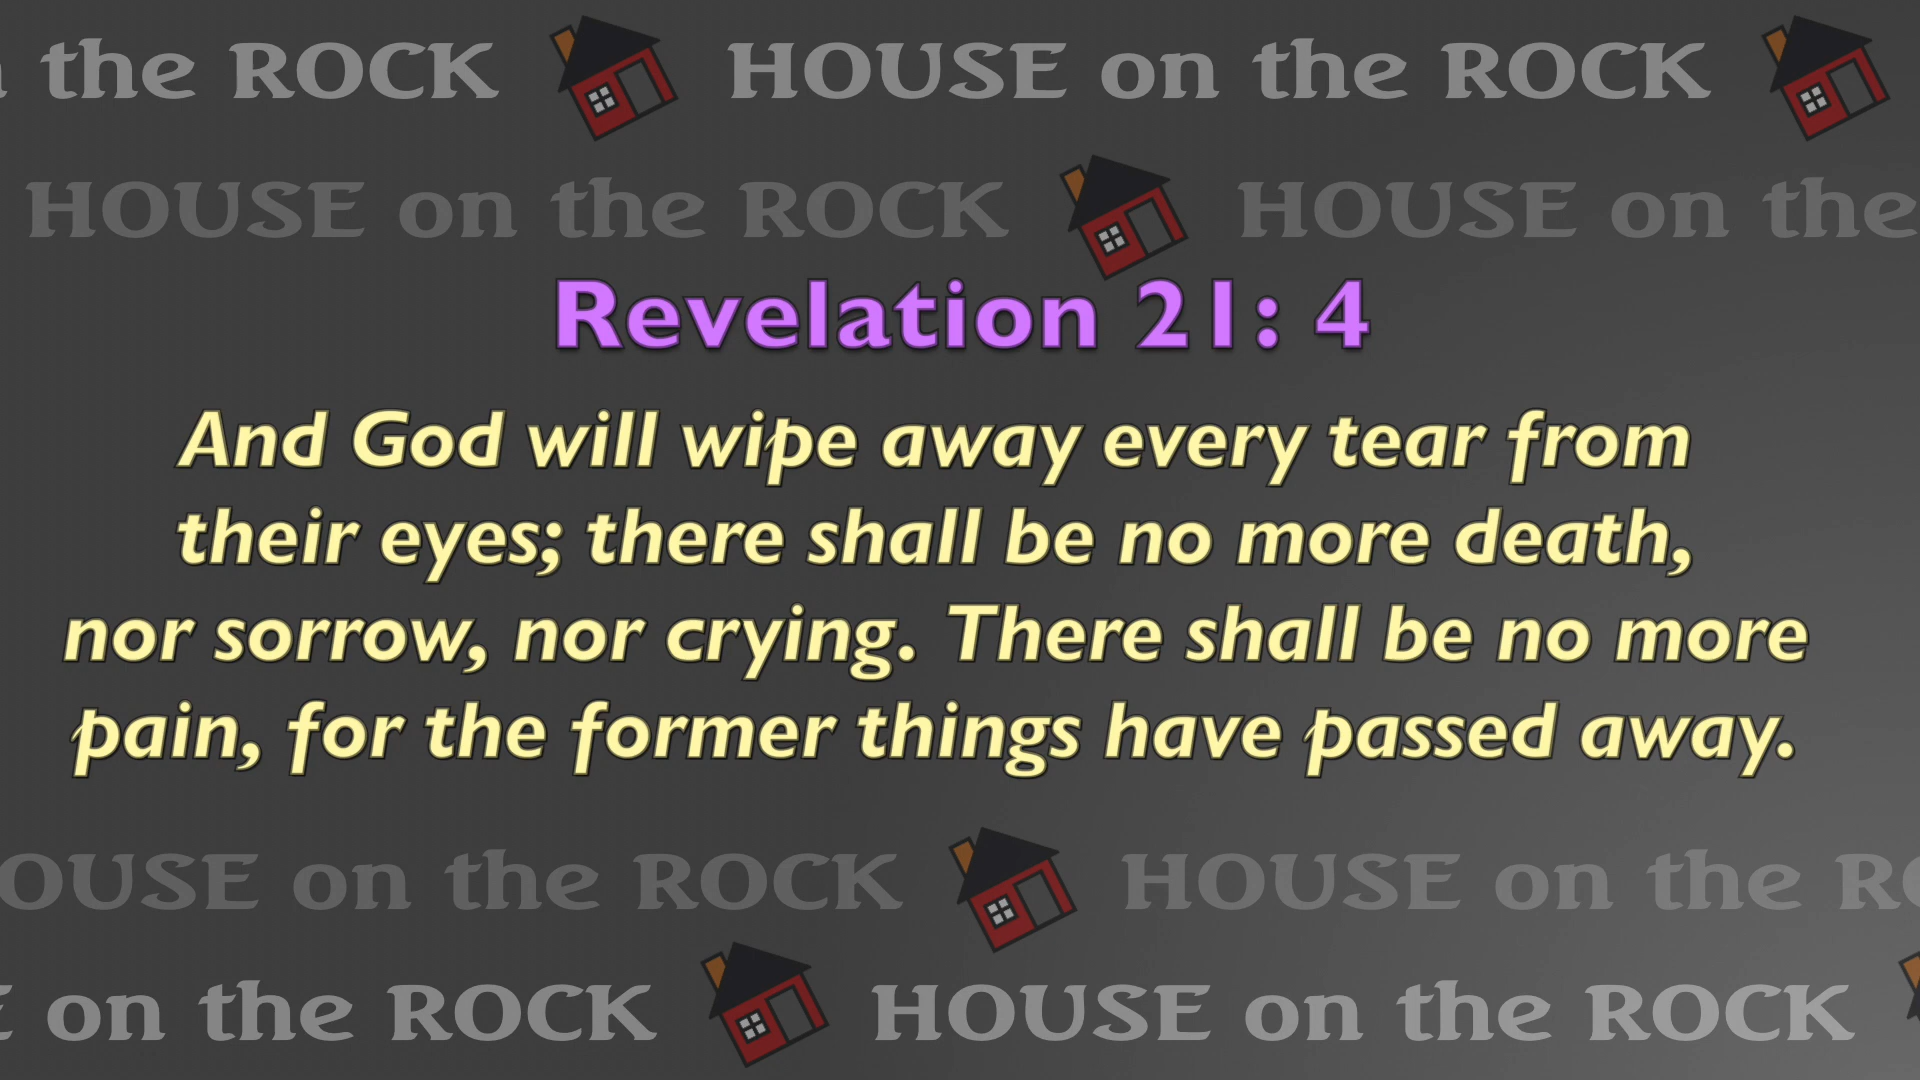 the ROCK HOUSE on the ROCK
HOUSE on the ROCK HOUSE on the
Revelation 21: 4
And God will wipe away every tear from
their eyes; there shall be no more death,
nor sorrow, nor crying. There shall be no more
pain, for the former things have passed away.
OUSE on the ROCK HOUSE on the
on the ROCK HOUSE on the ROCK